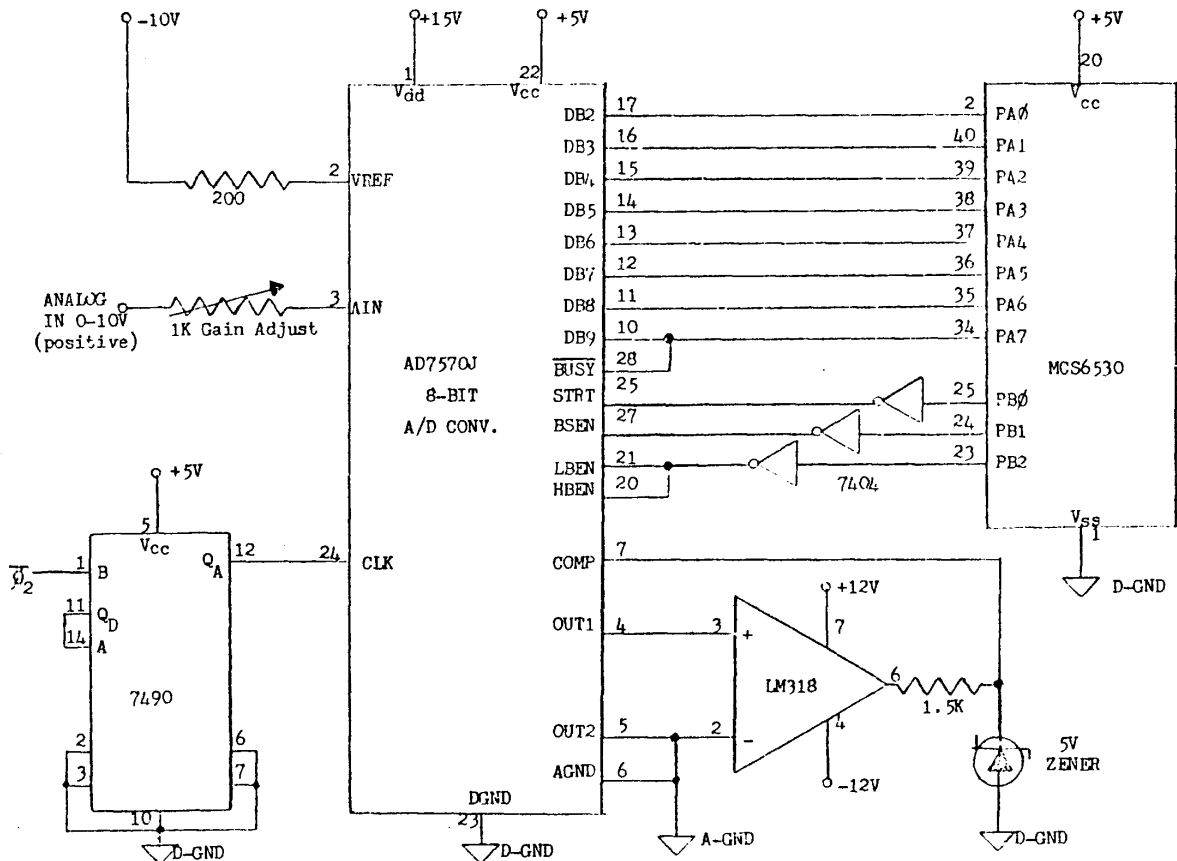 -10V
+15V
+5V
+5V
1
22
20
Vdd
Vcc
Vcc
DB2 17 2 PAØ
DB3 16 40 PA1
DB4 15 39 PA2
2 VREF
200
DB5 14 38 PA3
DB6 13 37 PA4
DB7 12 36 PA5
ANALOG
IN 0-10V
(positive)
3 AIN
1K Gain Adjust
DB8 11 35 PA6
DB9 10 34 PA7
AD7570J
8-BIT
A/D CONV.
BUSY 28
MCS6530
STRT 25 25 PBØ
BSEN 27 24 PB1
LBEN 21 23 PB2
HBEN 20
7404
+5V
5
Vcc
Vss
1
D-GND
φ2 1 B
QA 12 24 CLK
COMP 7
11 QD
14 A
7490
+12V
7
OUT1 4 3 +
LM318
6
1.5K
OUT2 5 2 -
4
-12V
5V
ZENER
AGND 6
2
3
6
7
10
D-GND
DGND
23
D-GND
A-GND
D-GND